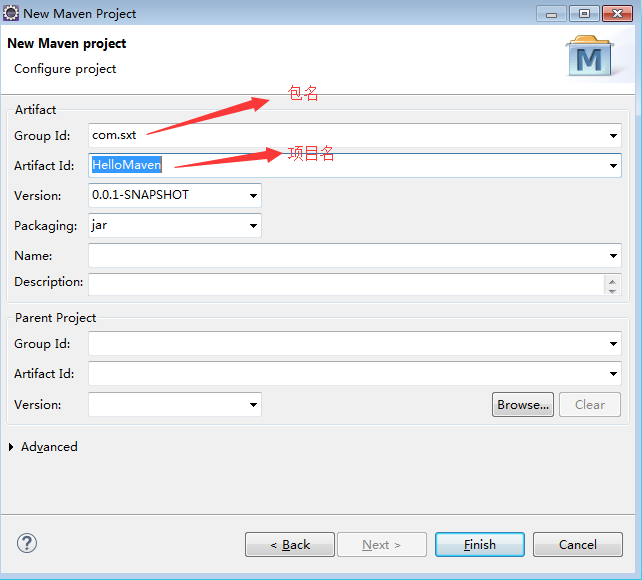 New Maven Project
New Maven project
Configure project
M
包名
Artifact
Group Id: com.sxt
Artifact Id: HelloMaven
项目名
Version: 0.0.1-SNAPSHOT
Packaging: jar
Name:
Description:
Parent Project
Group Id:
Artifact Id:
Version:
Browse... Clear
Advanced
? < Back Next > Finish Cancel